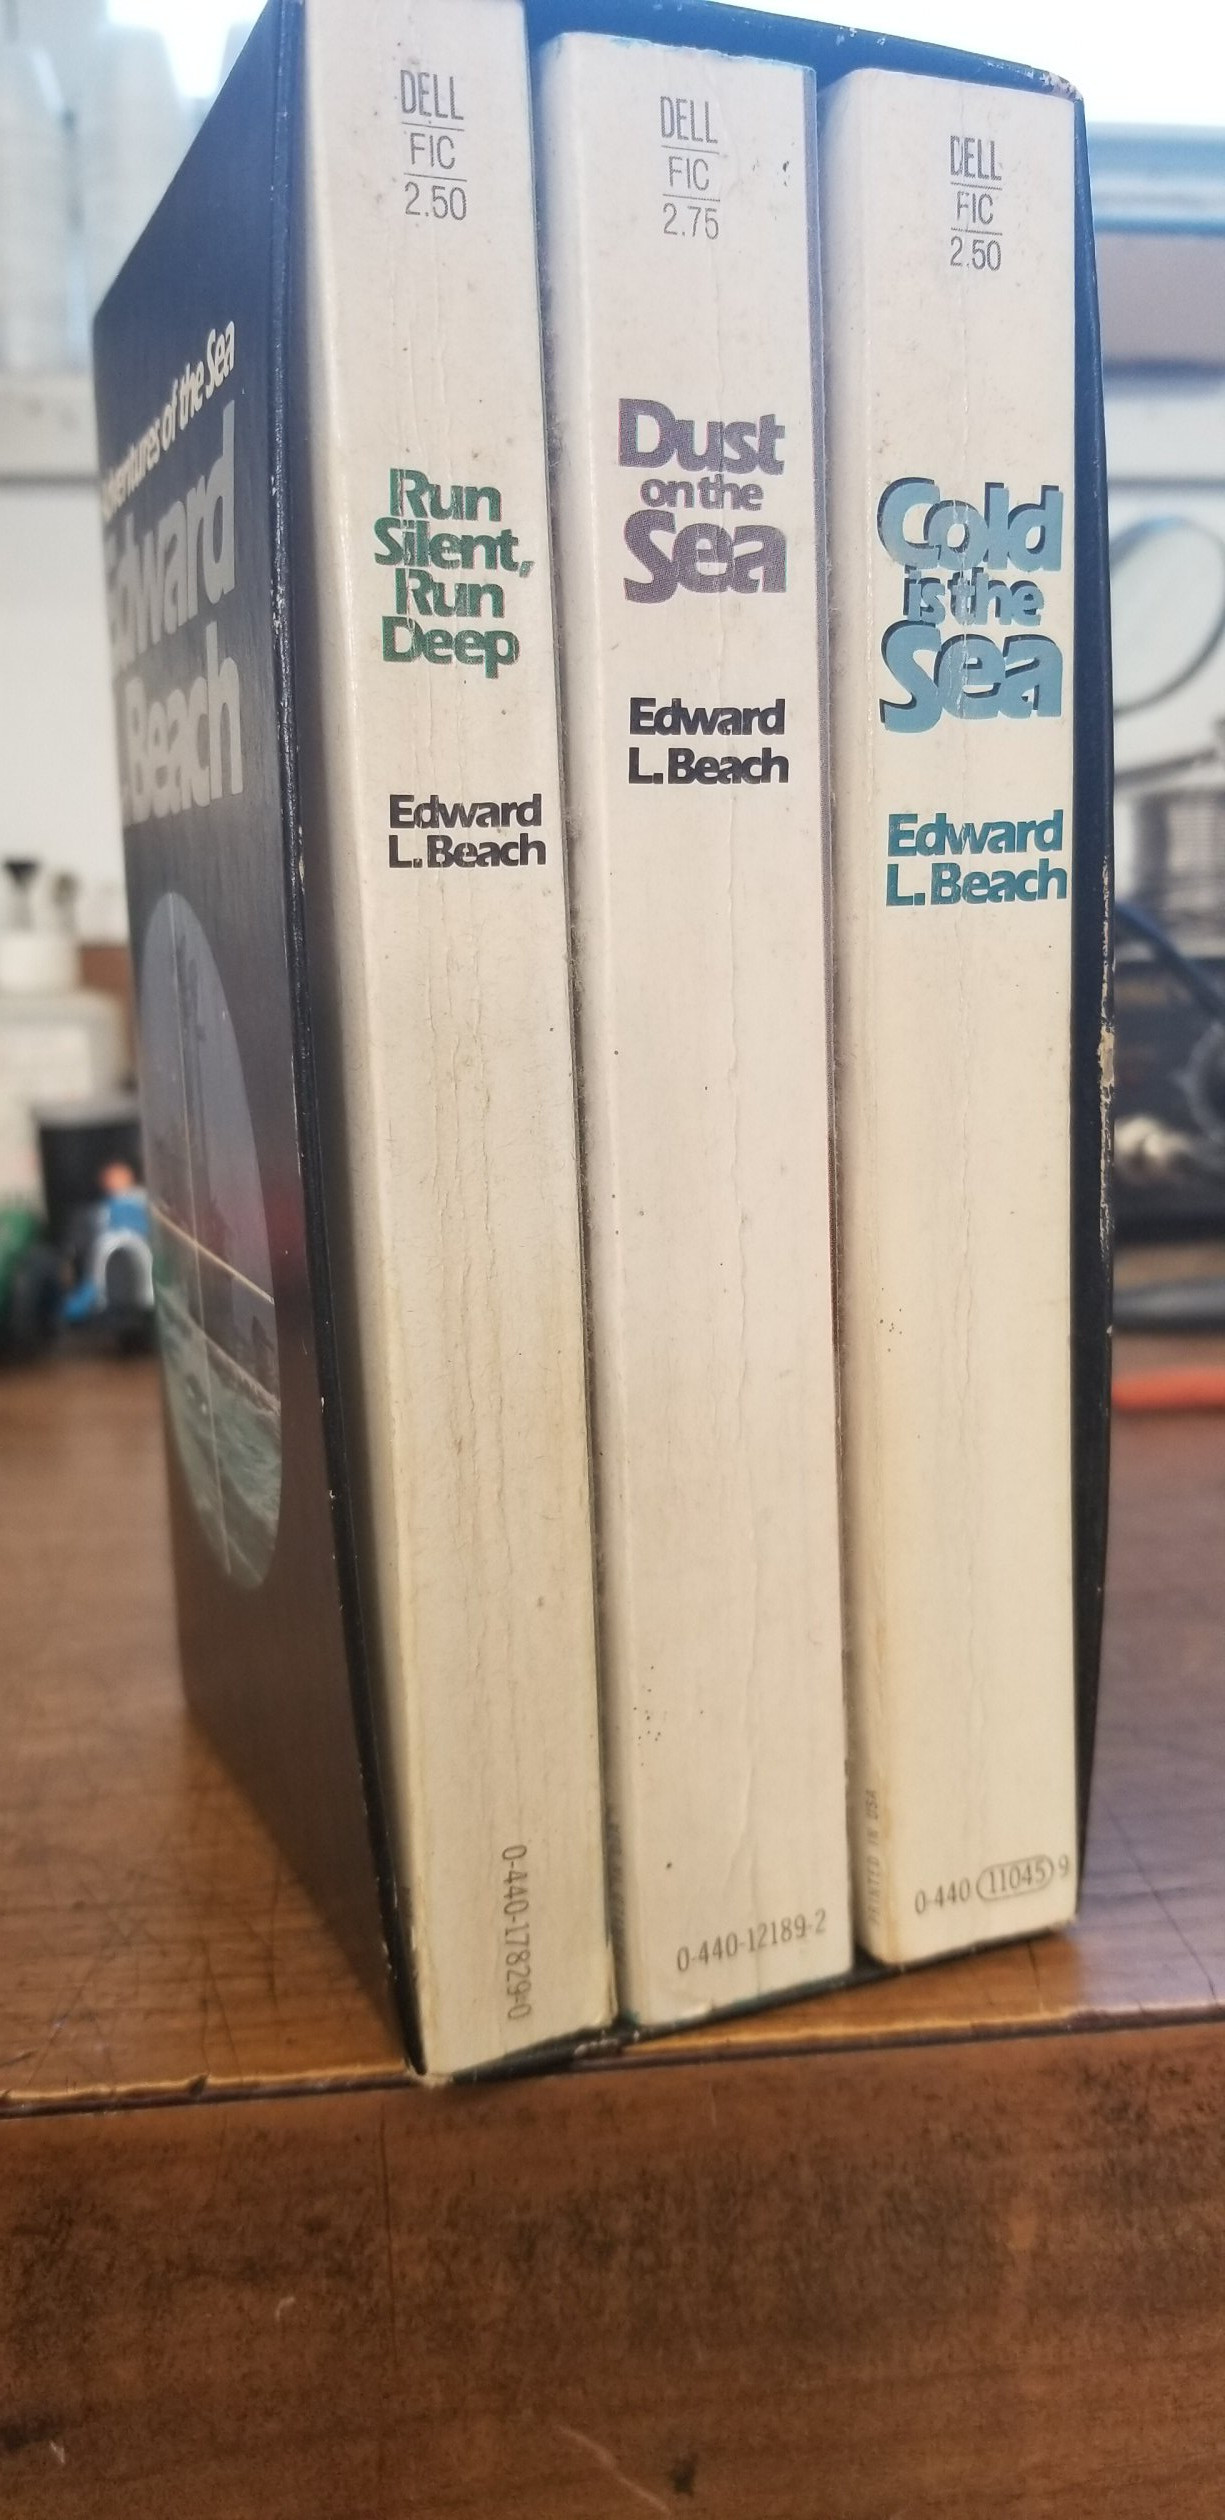 of the Sea
Edward
L.Beach
DELL
FIC
2.50
Run
Silent,
Run
Deep
Edward
L.Beach
0-440-17829-0
DELL
FIC
2.75
Dust
on the
Sea
Edward
L.Beach
0-440-12189-2
DELL
FIC
2.50
Cold
is the
Sea
Edward
L.Beach
PRINTED IN USA
0-440 11045 9